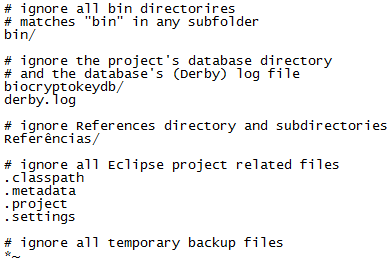 # ignore all bin directorires
# matches "bin" in any subfolder
bin/
# ignore the project's database directory
# and the database's (Derby) log file
biocryptokeydb/
derby.log
# ignore References directory and subdirectories
Referências/
# ignore all Eclipse project related files
.classpath
.metadata
.project
.settings
# ignore all temporary backup files
*~